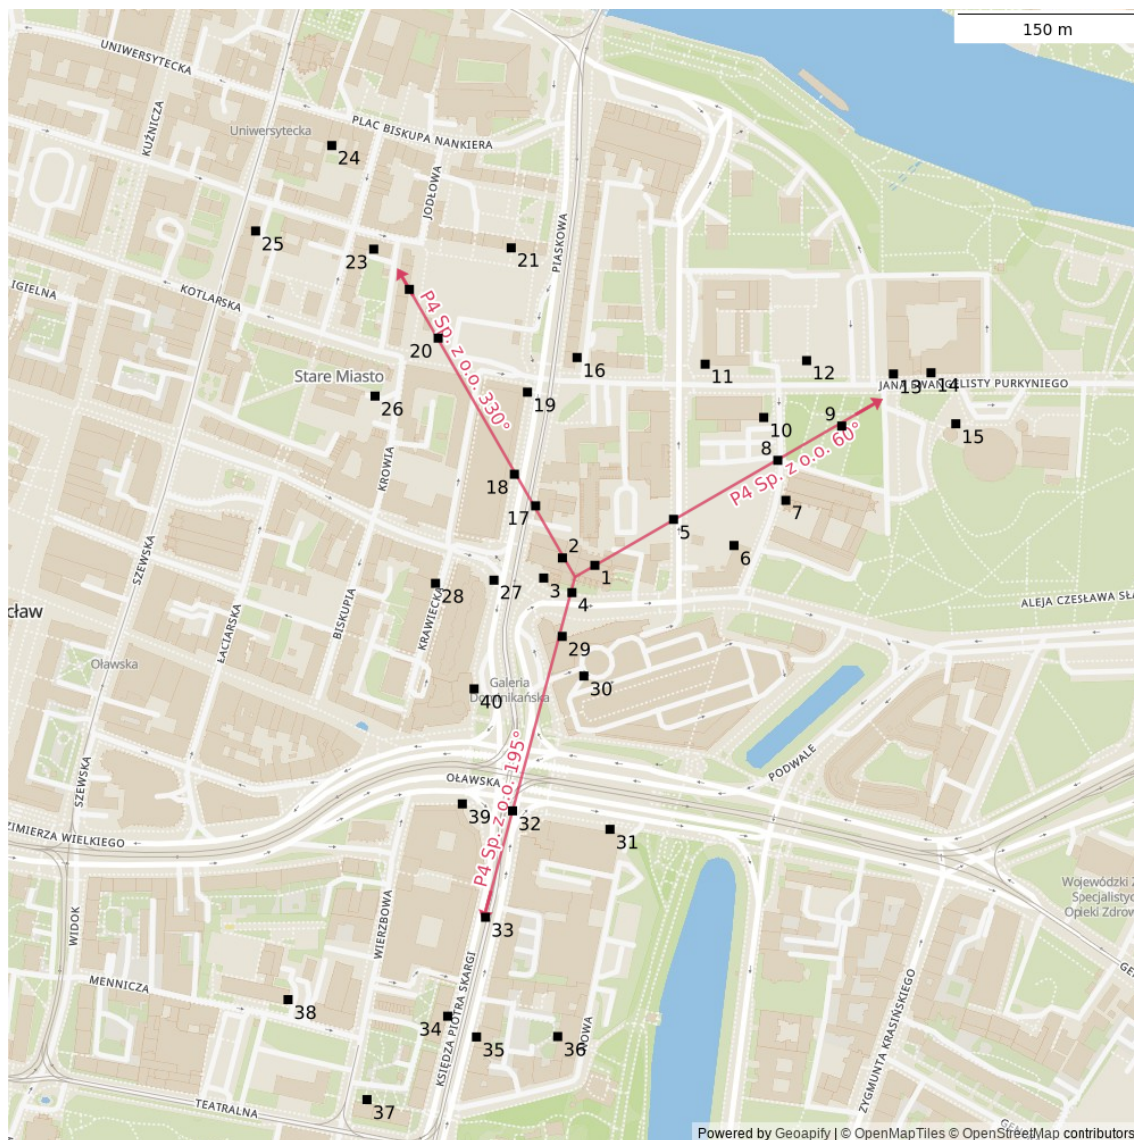 150 m
UNIWERSYTECKA
KUŹNICZA
Uniwersytecka
PLAC BISKUPA NANKIERA
24
JODŁOWA
25
23
21
PIASKOWA
IGIELNA
KOTLARSKA
P4 Sp. z o.o. 330°
20
16
11
12
13
14
JANA EWANGELISTY PURKYNIEGO
Stare Miasto
26
19
10
9
15
KROWIA
8
P4 Sp. z o.o. 60°
18
17
7
5
6
SZEWSKA
2
1
3
4
27
28
ALEJA CZESŁAWA
cław
BISKUPIA
ŁACIARSKA
KRAWIECKA
29
Oławska
30
Galeria
Dominikańska
40
P4 Sp. z o.o. 195°
PODWALE
OŁAWSKA
SZEWSKA
39
32
31
ZIMIERZA WIELKIEGO
Wojewódzki
Specjalistyc
Opieki Zdrow
WIDOK
WIERZBOWA
33
MENNICZA
38
KSIĘDZA PIOTRA SKARGI
34
35
36
NOWA
ZYGMUNTA KRASIŃSKIEGO
37
TEATRALNA
Powered by Geoapify | © OpenMapTiles © OpenStreetMap contributors